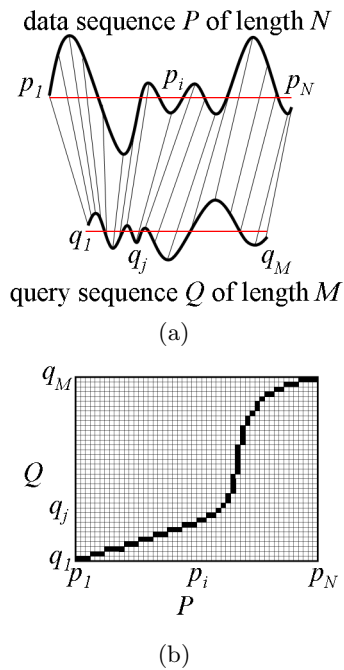 data sequence P of length N
p1 pi pN
q1 qj qM
query sequence Q of length M
(a)
qM
Q
qj
q1
p1 pi pN
P
(b)